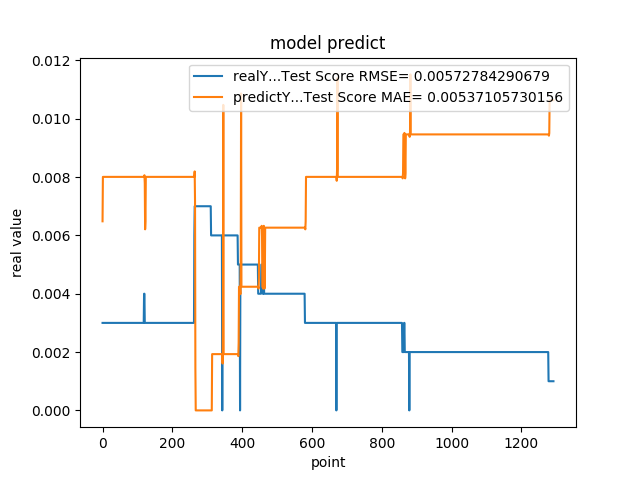 model predict
realY...Test Score RMSE= 0.00572784290679
predictY...Test Score MAE= 0.00537105730156
real value
0.012
0.010
0.008
0.006
0.004
0.002
0.000
0 200 400 600 800 1000 1200
point